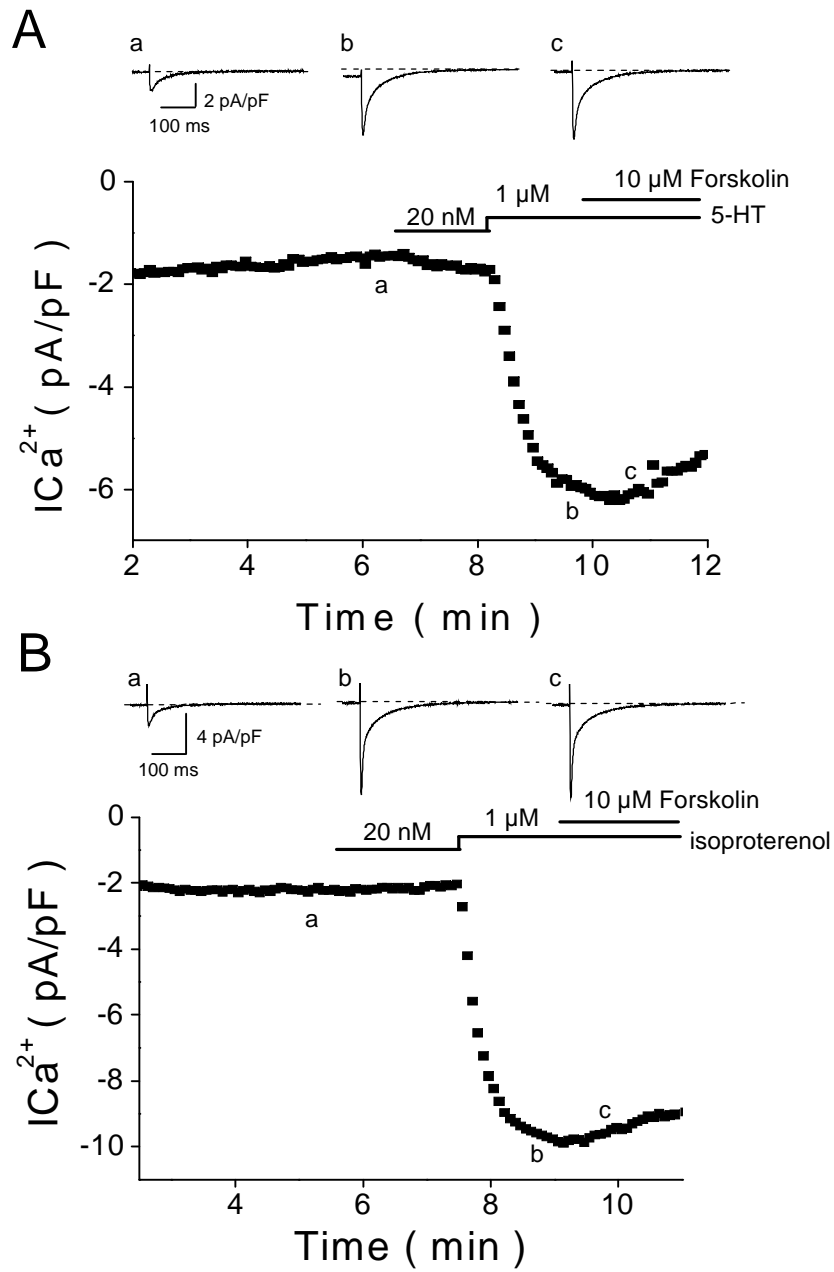 A
a
b
c
2 pA/pF
100 ms
10 µM Forskolin
1 µM
20 nM
5-HT
0
-2
-4
-6
a
b
c
ICa2+ ( pA/pF)
2
4
6
8
10
12
Time ( min )
B
a
b
c
4 pA/pF
100 ms
10 µM Forskolin
1 µM
20 nM
isoproterenol
0
-2
-4
-6
-8
-10
a
b
c
ICa2+ ( pA/pF )
4
6
8
10
Time ( min )